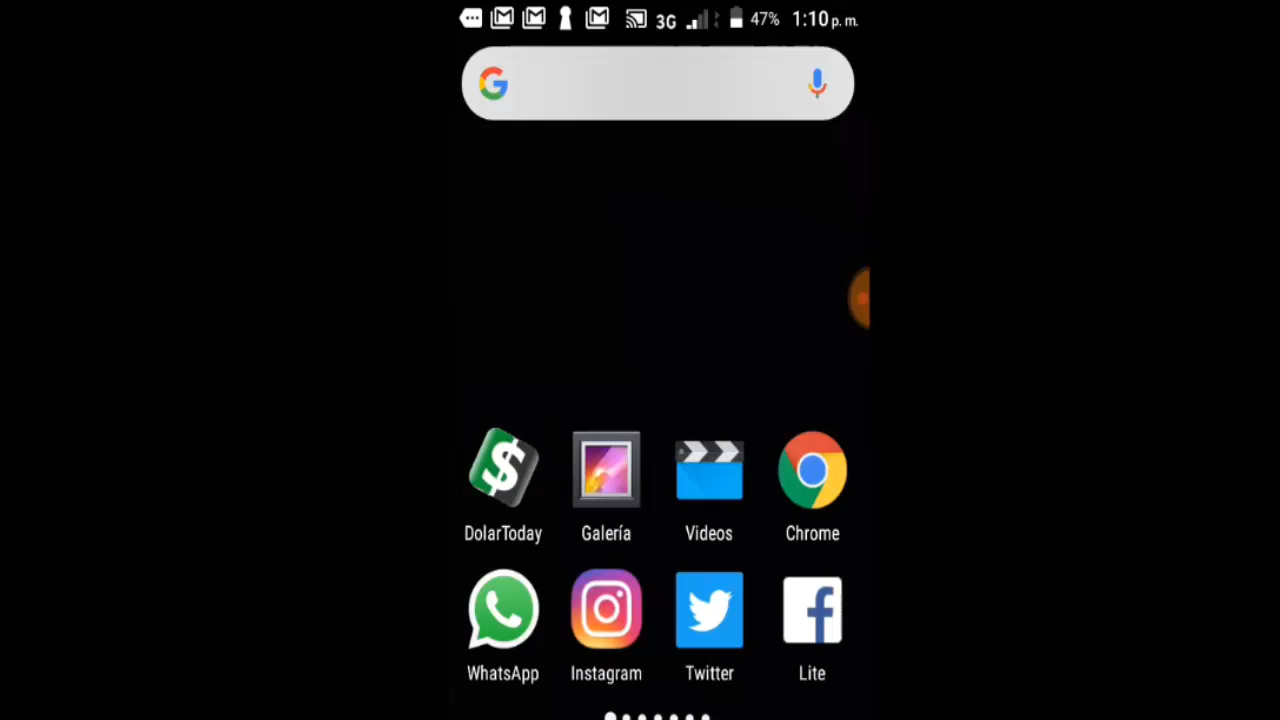 3G 47% 1:10 p. m.
DolarToday Galería Videos Chrome
WhatsApp Instagram Twitter Lite